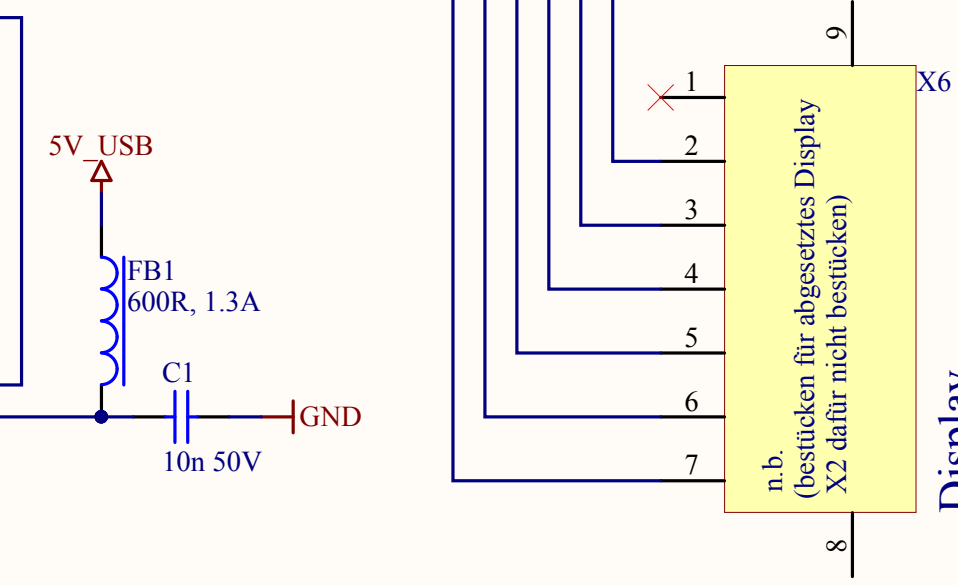 9
X6
1
5V_USB
2
3
FB1
600R, 1.3A
4
5
C1
6
GND
10n 50V
7
n.b.
(bestücken für abgesetztes Display
X2 dafür nicht bestücken)
Display
8